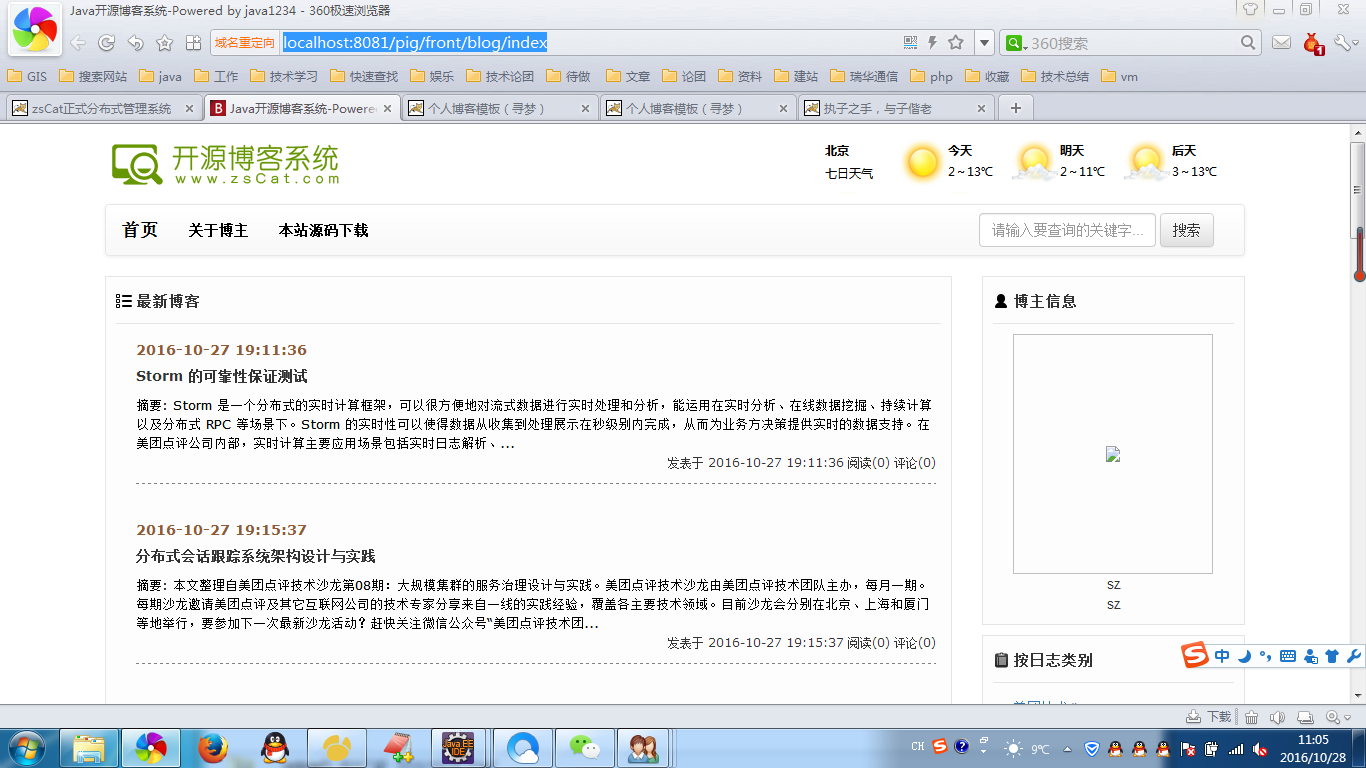 Java开源博客系统-Powered by java1234 - 360极速浏览器
域名重定向 localhost:8081/pig/front/blog/index 360搜索 1
GIS 搜索网站 java 工作 技术学习 快速查找 娱乐 技术论团 待做 文章 论团 资料 建站 瑞华通信 php 收藏 技术总结 vm
zsCat正式分布式管理系统 B Java开源博客系统-Powere 个人博客模板（寻梦） 个人博客模板（寻梦） 执子之手，与子偕老
开源博客系统
www.zsCat.com
北京 今天 明天 后天
七日天气 2～13℃ 2～11℃ 3～13℃
首页 关于博主 本站源码下载 请输入要查询的关键字... 搜索
最新博客
2016-10-27 19:11:36
Storm 的可靠性保证测试
摘要：Storm 是一个分布式的实时计算框架，可以很方便地对流式数据进行实时处理和分析，能运用在实时分析、在线数据挖掘、持续计算
以及分布式 RPC 等场景下。Storm 的实时性可以使得数据从收集到处理展示在秒级别内完成，从而为业务方决策提供实时的数据支持。在
美团点评公司内部，实时计算主要应用场景包括实时日志解析、...
发表于 2016-10-27 19:11:36 阅读(0) 评论(0)
2016-10-27 19:15:37
分布式会话跟踪系统架构设计与实践
摘要：本文整理自美团点评技术沙龙第08期：大规模集群的服务治理设计与实践。美团点评技术沙龙由美团点评技术团队主办，每月一期。
每期沙龙邀请美团点评及其它互联网公司的技术专家分享来自一线的实践经验，覆盖各主要技术领域。目前沙龙会分别在北京、上海和厦门
等地举行，要参加下一次最新沙龙活动？赶快关注微信公众号“美团点评技术团...
发表于 2016-10-27 19:15:37 阅读(0) 评论(0)
博主信息
sz
sz
按日志类别
S 中
下载
Java EE
IDE
CH S 9℃ 11:05
2016/10/28